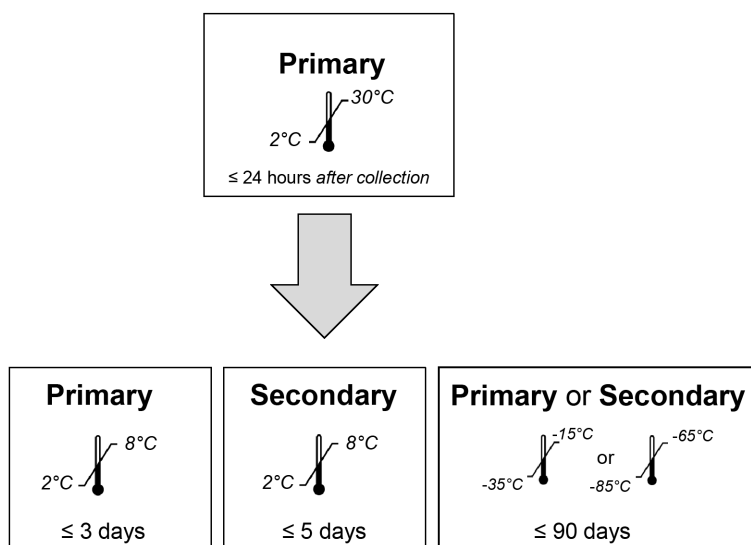 Primary
30°C
2°C
≤ 24 hours after collection
Primary
8°C
2°C
≤ 3 days
Secondary
8°C
2°C
≤ 5 days
Primary or Secondary
-15°C
-35°C
or
-65°C
-85°C
≤ 90 days